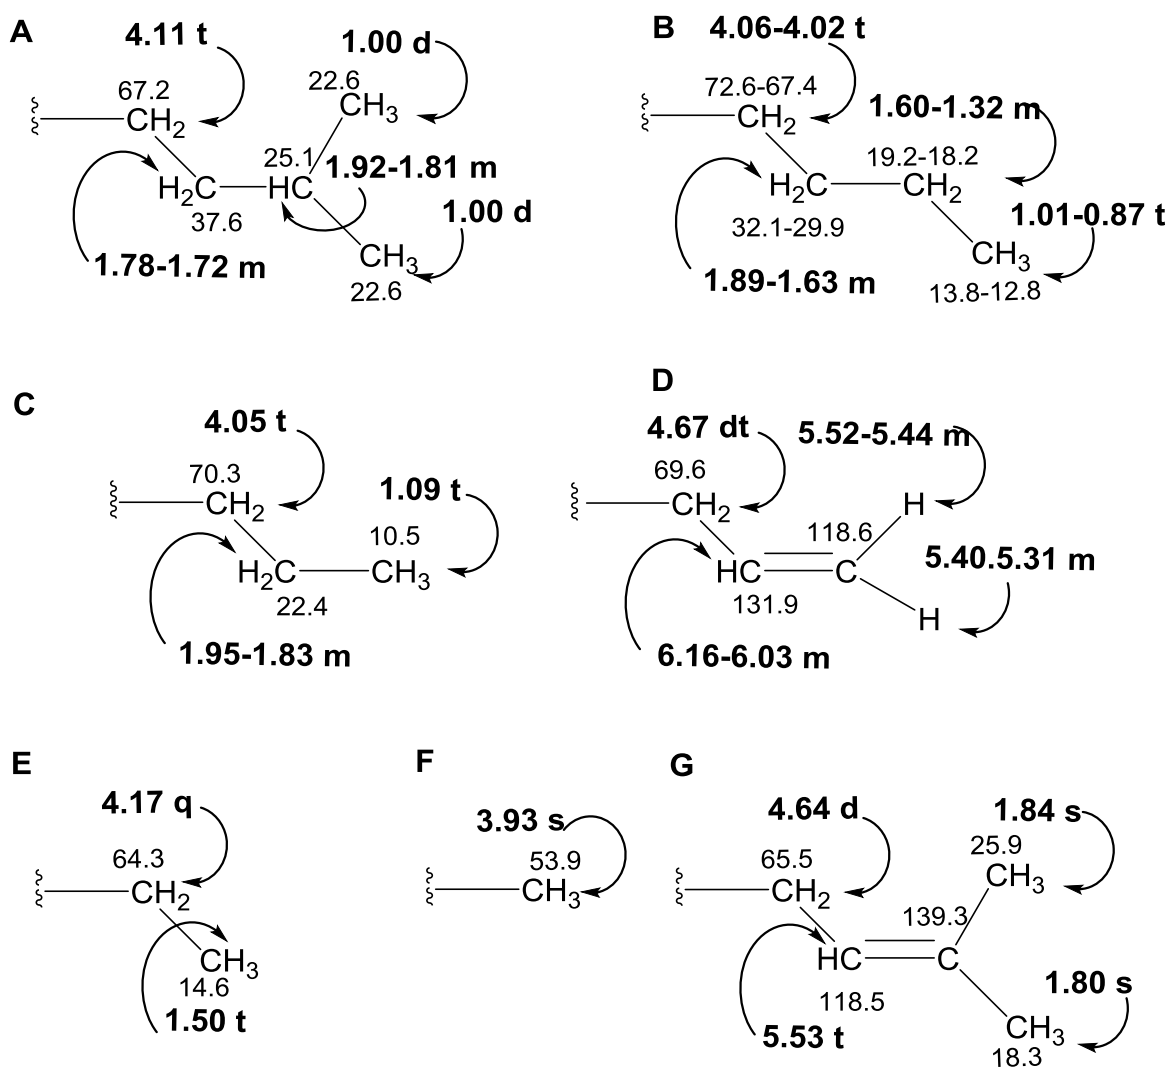 A
4.11 t
1.00 d
67.2
22.6
CH2
CH3
25.1
1.92-1.81 m
H2C
HC
37.6
1.00 d
CH3
1.78-1.72 m
22.6
B
4.06-4.02 t
72.6-67.4
1.60-1.32 m
CH2
19.2-18.2
H2C
CH2
32.1-29.9
1.01-0.87 t
CH3
1.89-1.63 m
13.8-12.8
C
4.05 t
70.3
1.09 t
CH2
10.5
H2C
CH3
22.4
1.95-1.83 m
D
4.67 dt
5.52-5.44 m
69.6
CH2
H
118.6
5.40.5.31 m
HC
C
131.9
H
6.16-6.03 m
E
4.17 q
64.3
CH2
CH3
14.6
1.50 t
F
3.93 s
53.9
CH3
G
4.64 d
1.84 s
65.5
25.9
CH2
CH3
139.3
HC
C
118.5
1.80 s
5.53 t
CH3
18.3